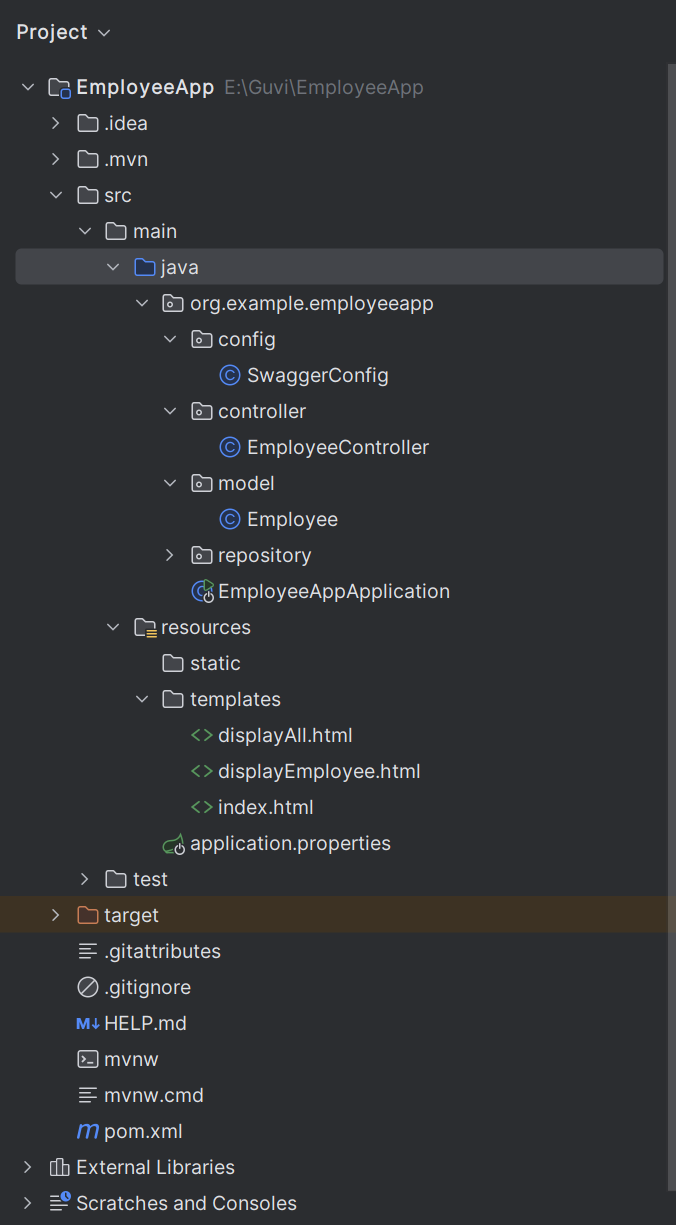 Project
EmployeeApp E:\Guvi\EmployeeApp
.idea
.mvn
src
main
java
org.example.employeeapp
config
C SwaggerConfig
controller
C EmployeeController
model
C Employee
repository
C EmployeeAppApplication
resources
static
templates
<> displayAll.html
<> displayEmployee.html
<> index.html
application.properties
test
target
.gitattributes
.gitignore
M↓ HELP.md
mvnw
mvnw.cmd
m pom.xml
External Libraries
Scratches and Consoles